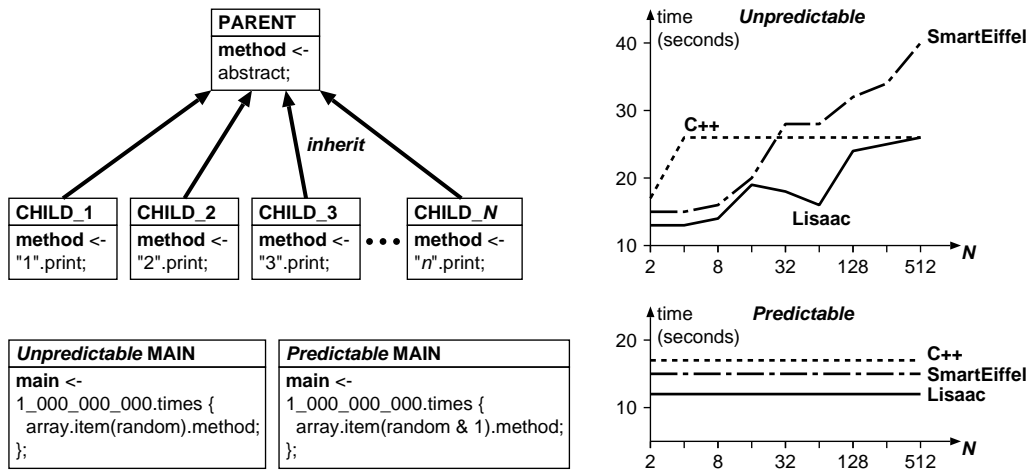 PARENT
method <-
abstract;
inherit
CHILD_1
method <-
"1".print;
CHILD_2
method <-
"2".print;
CHILD_3
method <-
"3".print;
CHILD_N
method <-
"n".print;
Unpredictable MAIN
main <-
1_000_000_000.times {
array.item(random).method;
};
Predictable MAIN
main <-
1_000_000_000.times {
array.item(random & 1).method;
};
time
(seconds)
Unpredictable
SmartEiffel
C++
Lisaac
40
30
20
10
2
8
32
128
512
N
time
(seconds)
Predictable
C++
SmartEiffel
Lisaac
20
10
2
8
32
128
512
N